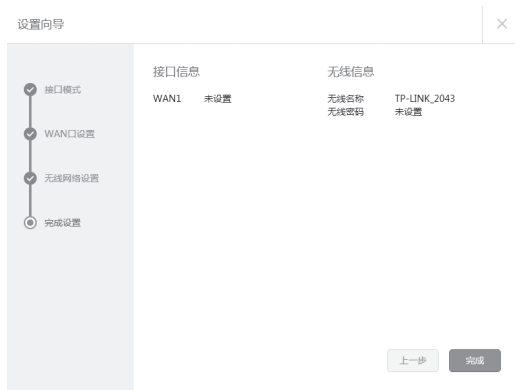 设置向导
接口模式
WAN口设置
无线网络设置
完成设置
接口信息
WAN1 未设置
无线信息
无线名称 TP-LINK_2043
无线密码 未设置
上一步
完成